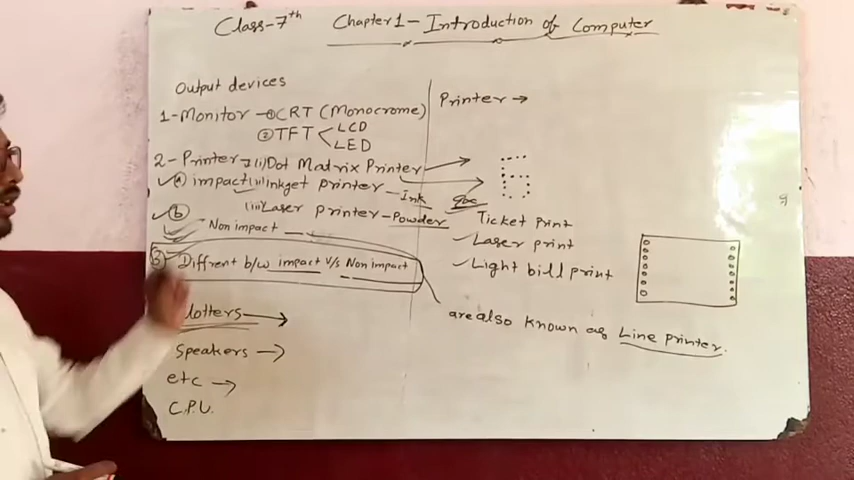 Class-7th Chapter 1- Introduction of Computer
Output devices
1-Monitor - ① CRT (Monocrome)
② TFT < LCD
LED
2- Printer → (i) Dot Matrix Printer
ⓐ impact (ii) Inkget printer - Ink
(iii) Laser printer - Powder
ⓑ
Non impact
③ Diffrent b/w impact V/s Non impact
lotters →
Speakers →
etc →
C.P.U.
Printer →
Ticket Print
Laser print
Light bill print
are also known as Line printer.